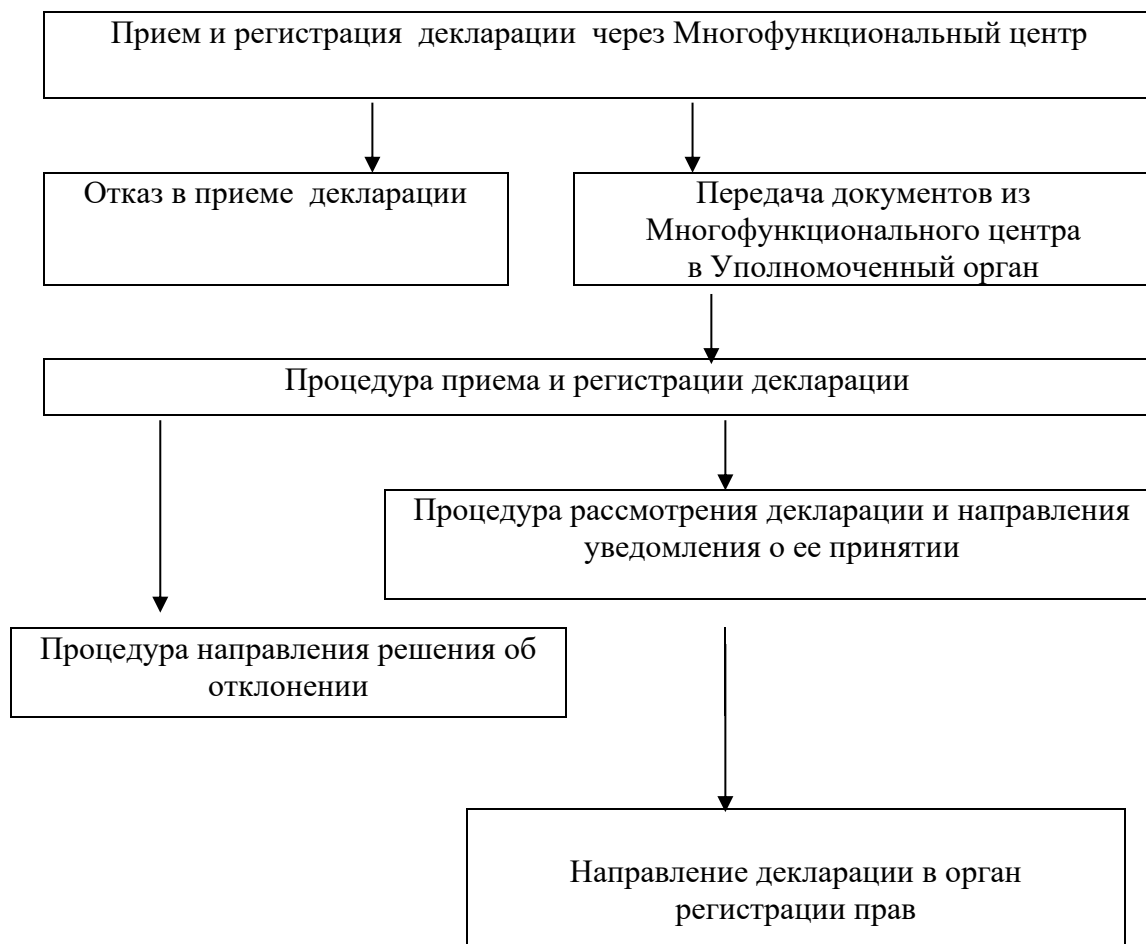 Прием и регистрация  декларации  через Многофункциональный центр
Отказ в приеме  декларации
Передача документов из
Многофункционального центра
в Уполномоченный орган
Процедура приема и регистрации декларации
Процедура рассмотрения декларации и направления
уведомления о ее принятии
Процедура направления решения об
отклонении
Направление декларации в орган
регистрации прав